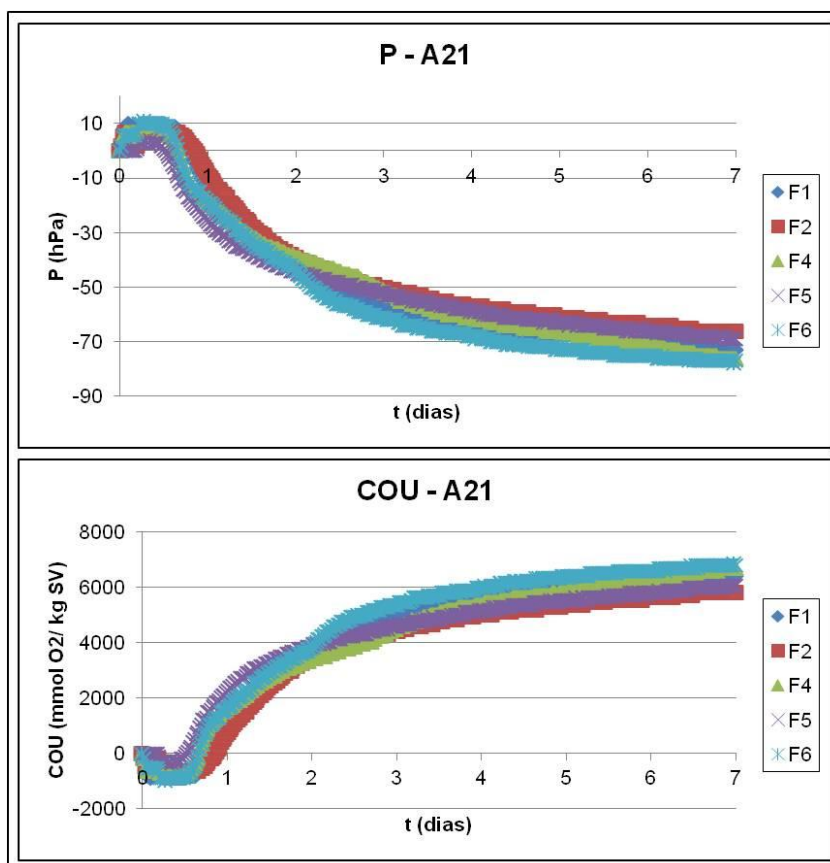 P - A21
P (hPa)
10
-10
-30
-50
-70
-90
0
1
2
3
4
5
6
7
t (dias)
F1
F2
F4
F5
F6
COU - A21
COU (mmol O2/ kg SV)
8000
6000
4000
2000
0
-2000
0
1
2
3
4
5
6
7
t (dias)
F1
F2
F4
F5
F6